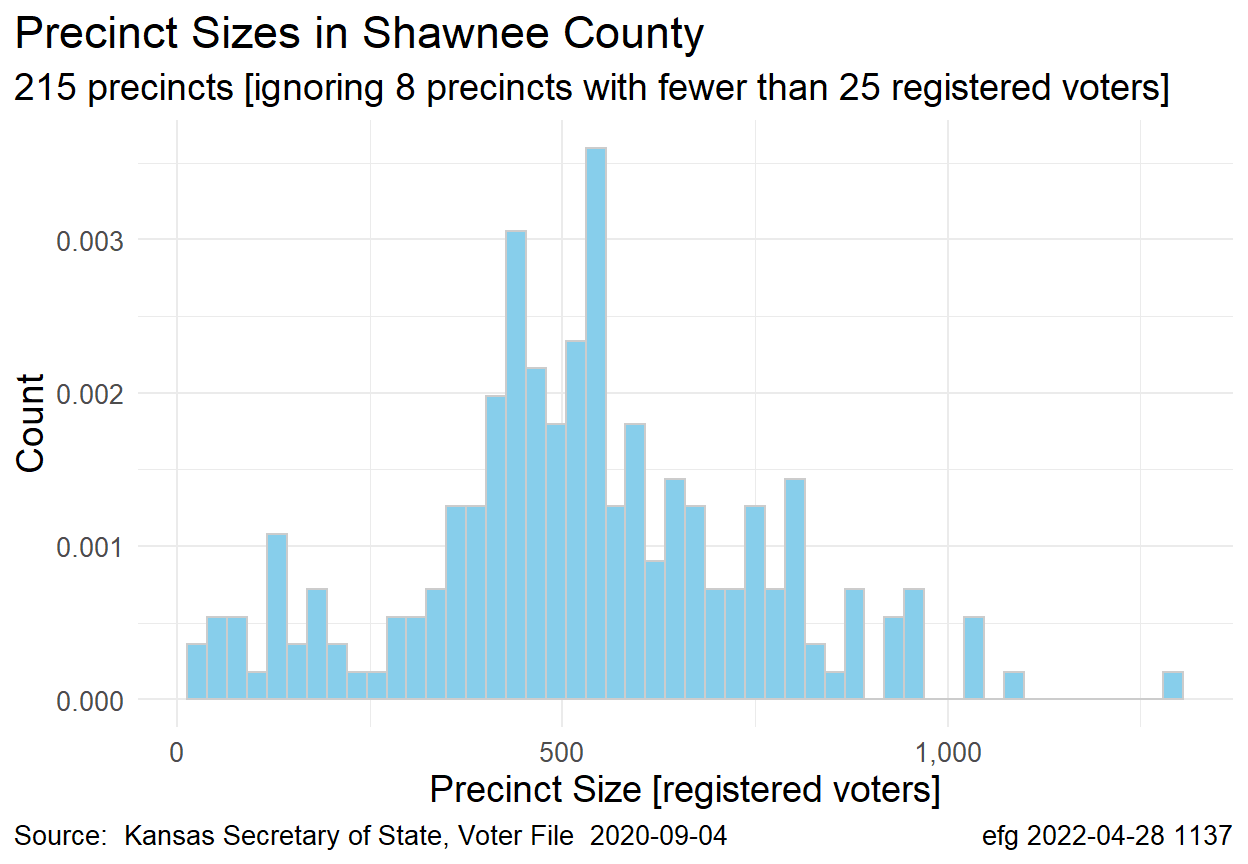 Precinct Sizes in Shawnee County
215 precincts [ignoring 8 precincts with fewer than 25 registered voters]
Count
0.003
0.002
0.001
0.000
0 500 1,000
Precinct Size [registered voters]
Source:  Kansas Secretary of State, Voter File  2020-09-04
efg 2022-04-28 1137